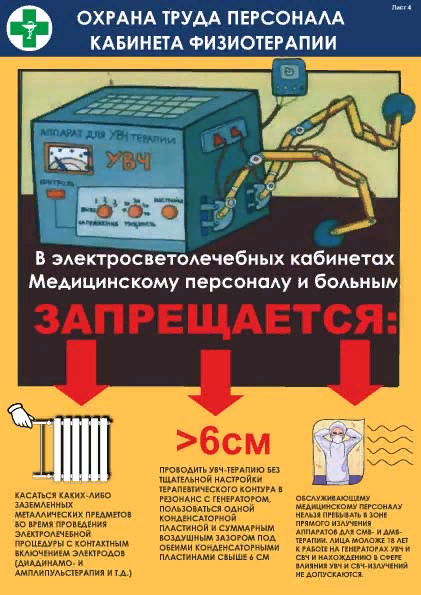 Лист 4
ОХРАНА ТРУДА ПЕРСОНАЛА
КАБИНЕТА ФИЗИОТЕРАПИИ
АППАРАТ ДЛЯ УВЧ ТЕРАПИИ
УВЧ
КОНТРОЛЬ
НАПРЯЖЕНИЕ
МОЩНОСТЬ
НАСТРОЙКА
В электросветолечебных кабинетах
Медицинскому персоналу и больным
ЗАПРЕЩАЕТСЯ:
КАСАТЬСЯ КАКИХ-ЛИБО
ЗАЗЕМЛЕННЫХ
МЕТАЛЛИЧЕСКИХ ПРЕДМЕТОВ
ВО ВРЕМЯ ПРОВЕДЕНИЯ
ЭЛЕКТРОЛЕЧЕБНОЙ
ПРОЦЕДУРЫ С КОНТАКТНЫМ
ВКЛЮЧЕНИЕМ ЭЛЕКТРОДОВ
(ДИАДИНАМО- И
АМПЛИПУЛЬСТЕРАПИЯ И Т.Д.)
>6см
ПРОВОДИТЬ УВЧ-ТЕРАПИЮ БЕЗ
ТЩАТЕЛЬНОЙ НАСТРОЙКИ
ТЕРАПЕВТИЧЕСКОГО КОНТУРА В
РЕЗОНАНС С ГЕНЕРАТОРОМ,
ПОЛЬЗОВАТЬСЯ ОДНОЙ
КОНДЕНСАТОРНОЙ
ПЛАСТИНОЙ И СУММАРНЫМ
ВОЗДУШНЫМ ЗАЗОРОМ ПОД
ОБЕИМИ КОНДЕНСАТОРНЫМИ
ПЛАСТИНАМИ СВЫШЕ 6 СМ
ОБСЛУЖИВАЮЩЕМУ
МЕДИЦИНСКОМУ ПЕРСОНАЛУ
НЕЛЬЗЯ ПРЕБЫВАТЬ В ЗОНЕ
ПРЯМОГО ИЗЛУЧЕНИЯ
АППАРАТОВ ДЛЯ СМВ- И ДМВ-
ТЕРАПИИ. ЛИЦА МОЛОЖЕ 18 ЛЕТ
К РАБОТЕ НА ГЕНЕРАТОРАХ УВЧ И
СВЧ И НАХОЖДЕНИЮ В СФЕРЕ
ВЛИЯНИЯ УВЧ И СВЧ-ИЗЛУЧЕНИЙ
НЕ ДОПУСКАЮТСЯ.